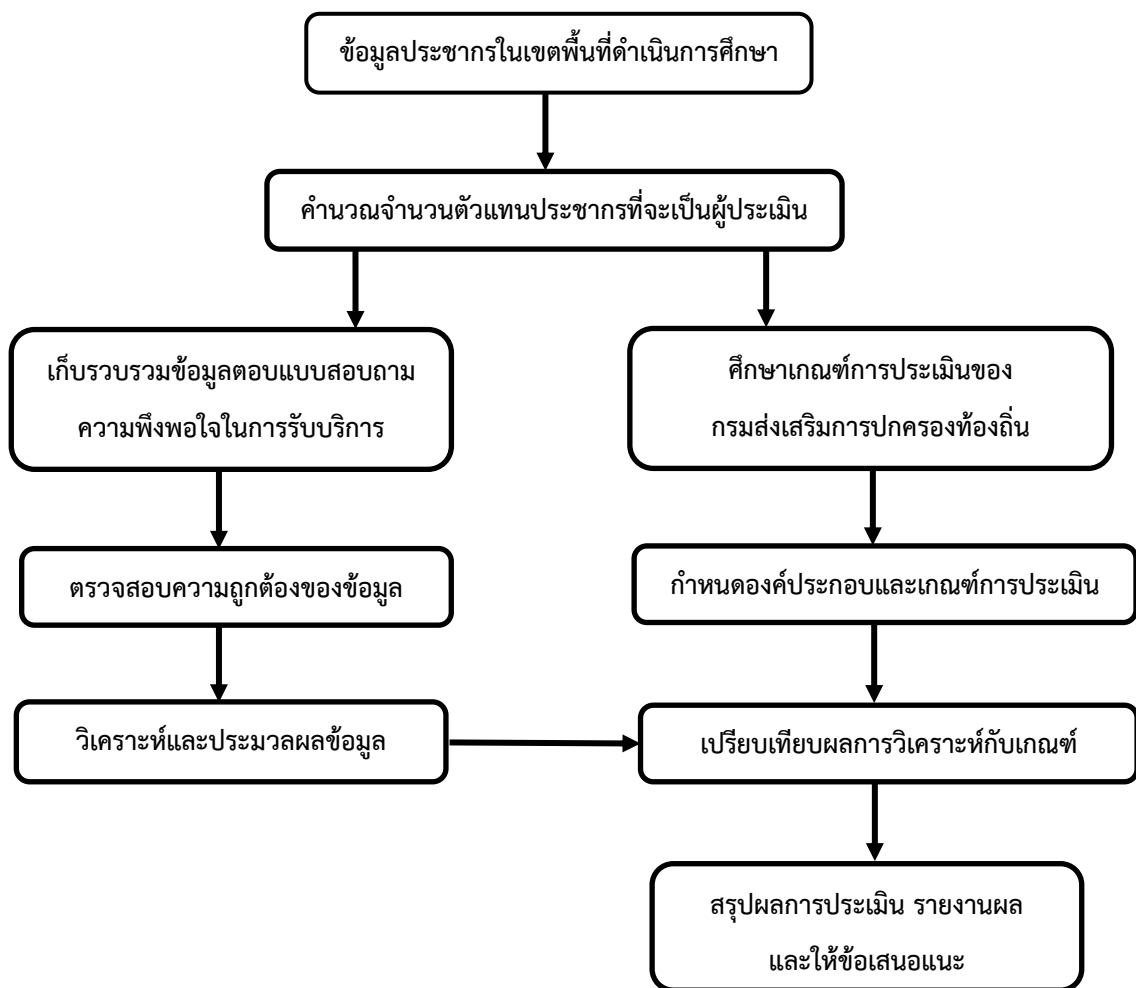 ข้อมูลประชากรในเขตพื้นที่ดำเนินการศึกษา
คำนวณจำนวนตัวแทนประชากรที่จะเป็นผู้ประเมิน
เก็บรวบรวมข้อมูลตอบแบบสอบถาม
ความพึงพอใจในการรับบริการ
ศึกษาเกณฑ์การประเมินของ
กรมส่งเสริมการปกครองท้องถิ่น
ตรวจสอบความถูกต้องของข้อมูล
กำหนดองค์ประกอบและเกณฑ์การประเมิน
วิเคราะห์และประมวลผลข้อมูล
เปรียบเทียบผลการวิเคราะห์กับเกณฑ์
สรุปผลการประเมิน รายงานผล
และให้ข้อเสนอแนะ